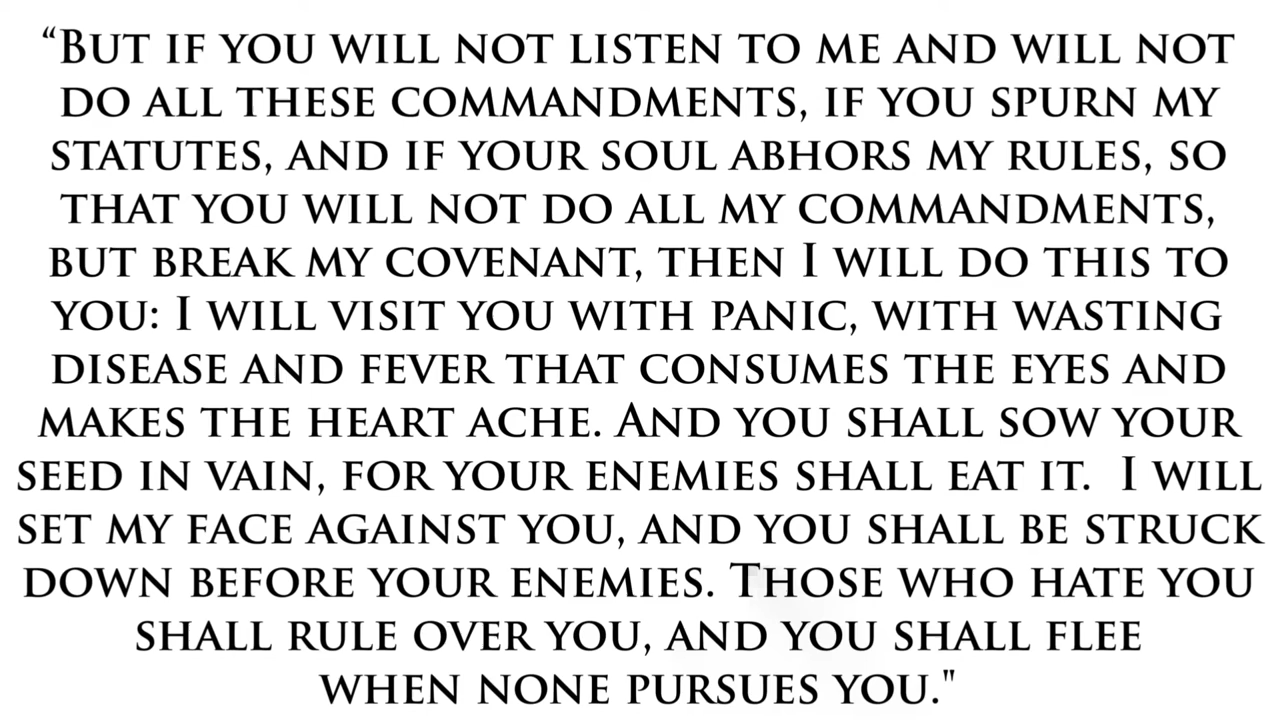 “But if you will not listen to me and will not
do all these commandments, if you spurn my
statutes, and if your soul abhors my rules, so
that you will not do all my commandments,
but break my covenant, then I will do this to
you: I will visit you with panic, with wasting
disease and fever that consumes the eyes and
makes the heart ache. And you shall sow your
seed in vain, for your enemies shall eat it.  I will
set my face against you, and you shall be struck
down before your enemies. Those who hate you
shall rule over you, and you shall flee
when none pursues you."